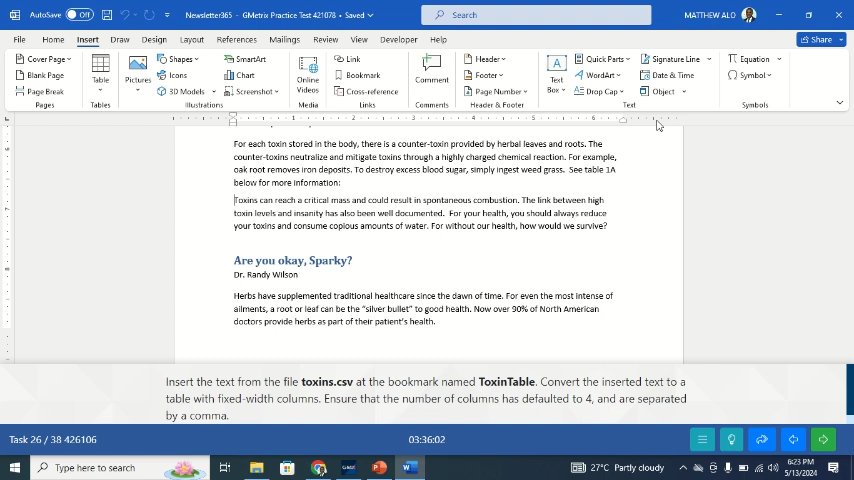 AutoSave Off Newsletter365 - GMetrix Practice Test 421078 • Saved Search MATTHEW ALO
File Home Insert Draw Design Layout References Mailings Review View Developer Help Share
Cover Page Shapes SmartArt Link Header Quick Parts Signature Line Equation
Blank Page Icons Chart Bookmark Footer WordArt Date & Time Symbol
Page Break 3D Models Screenshot Cross-reference Page Number Drop Cap Object
Table Pictures Online Videos Comment Text Box
Pages Tables Illustrations Media Links Comments Header & Footer Text Symbols
1 2 3 4 5 6
For each toxin stored in the body, there is a counter-toxin provided by herbal leaves and roots. The
counter-toxins neutralize and mitigate toxins through a highly charged chemical reaction. For example,
oak root removes iron deposits. To destroy excess blood sugar, simply ingest weed grass. See table 1A
below for more information:
Toxins can reach a critical mass and could result in spontaneous combustion. The link between high
toxin levels and insanity has also been well documented. For your health, you should always reduce
your toxins and consume copious amounts of water. For without our health, how would we survive?
Are you okay, Sparky?
Dr. Randy Wilson
Herbs have supplemented traditional healthcare since the dawn of time. For even the most intense of
ailments, a root or leaf can be the "silver bullet" to good health. Now over 90% of North American
doctors provide herbs as part of their patient's health.
Insert the text from the file toxins.csv at the bookmark named ToxinTable. Convert the inserted text to a
table with fixed-width columns. Ensure that the number of columns has defaulted to 4, and are separated
by a comma.
Task 26 / 38 426106 03:36:02
Type here to search 27°C Partly cloudy 6:23 PM
5/13/2024